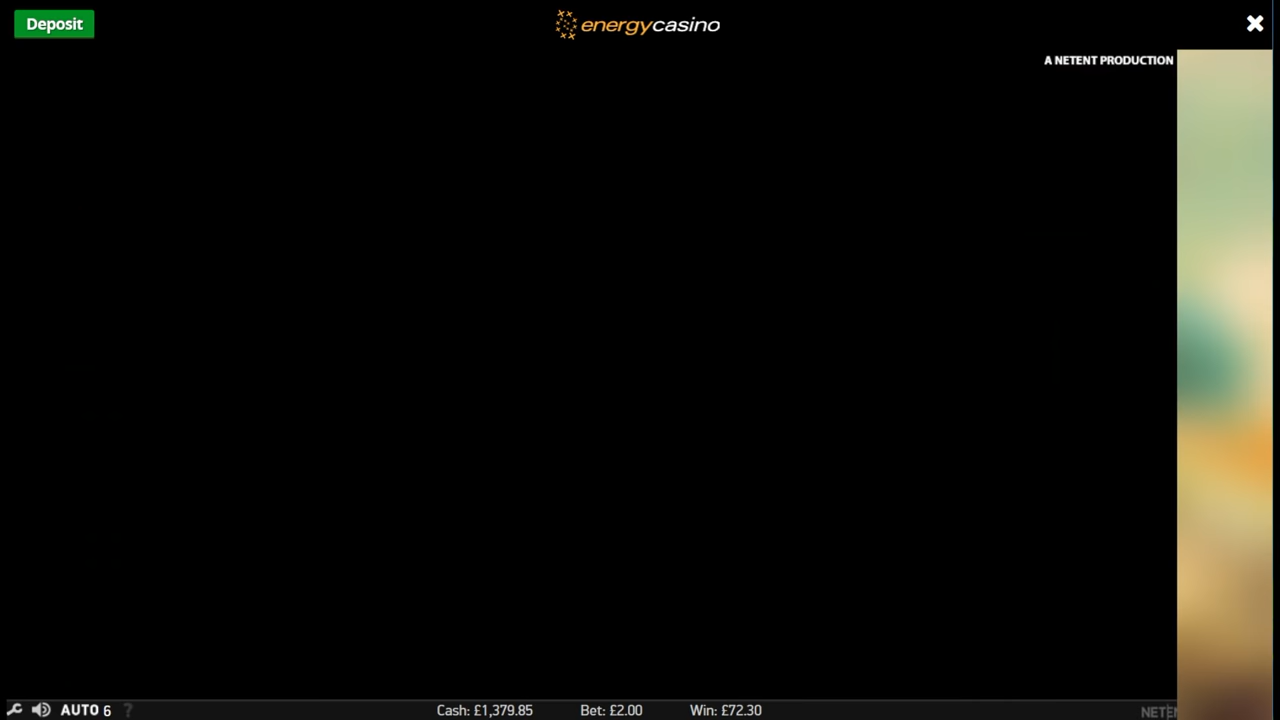 Deposit
energycasino
A NETENT PRODUCTION
AUTO 6 ?
Cash: £1,379.85
Bet: £2.00
Win: £72.30